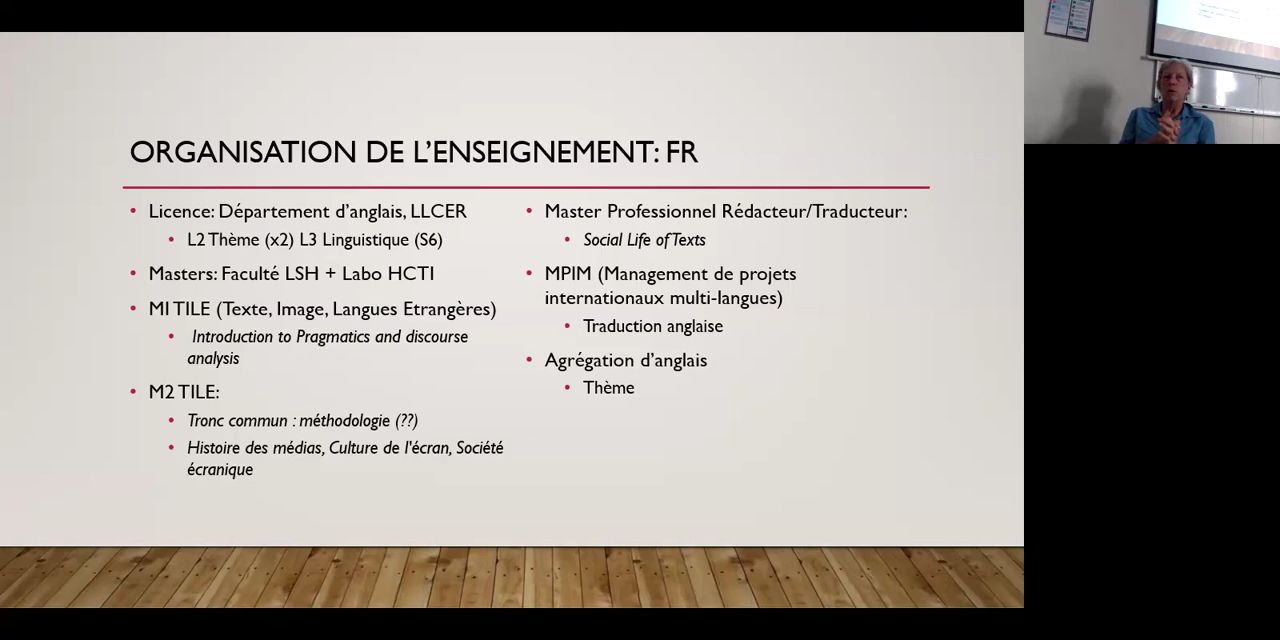 ORGANISATION DE L'ENSEIGNEMENT: FR
• Licence: Département d'anglais, LLCER
• L2 Thème (x2) L3 Linguistique (S6)
• Masters: Faculté LSH + Labo HCTI
• M1 TILE (Texte, Image, Langues Etrangères)
• Introduction to Pragmatics and discourse
analysis
• M2 TILE:
• Tronc commun : méthodologie (??)
• Histoire des médias, Culture de l'écran, Société
écranique
• Master Professionnel Rédacteur/Traducteur:
• Social Life of Texts
• MPIM (Management de projets
internationaux multi-langues)
• Traduction anglaise
• Agrégation d'anglais
• Thème